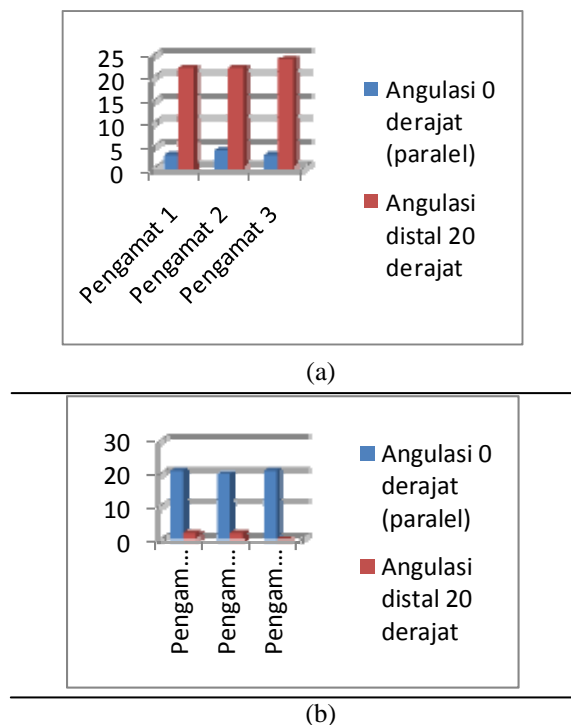 25
20
15
10
5
0
Pengamat 1
Pengamat 2
Pengamat 3
Angulasi 0
derajat
(paralel)
Angulasi
distal 20
derajat
(a)
30
20
10
0
Pengam...
Pengam...
Pengam...
Angulasi 0
derajat
(paralel)
Angulasi
distal 20
derajat
(b)